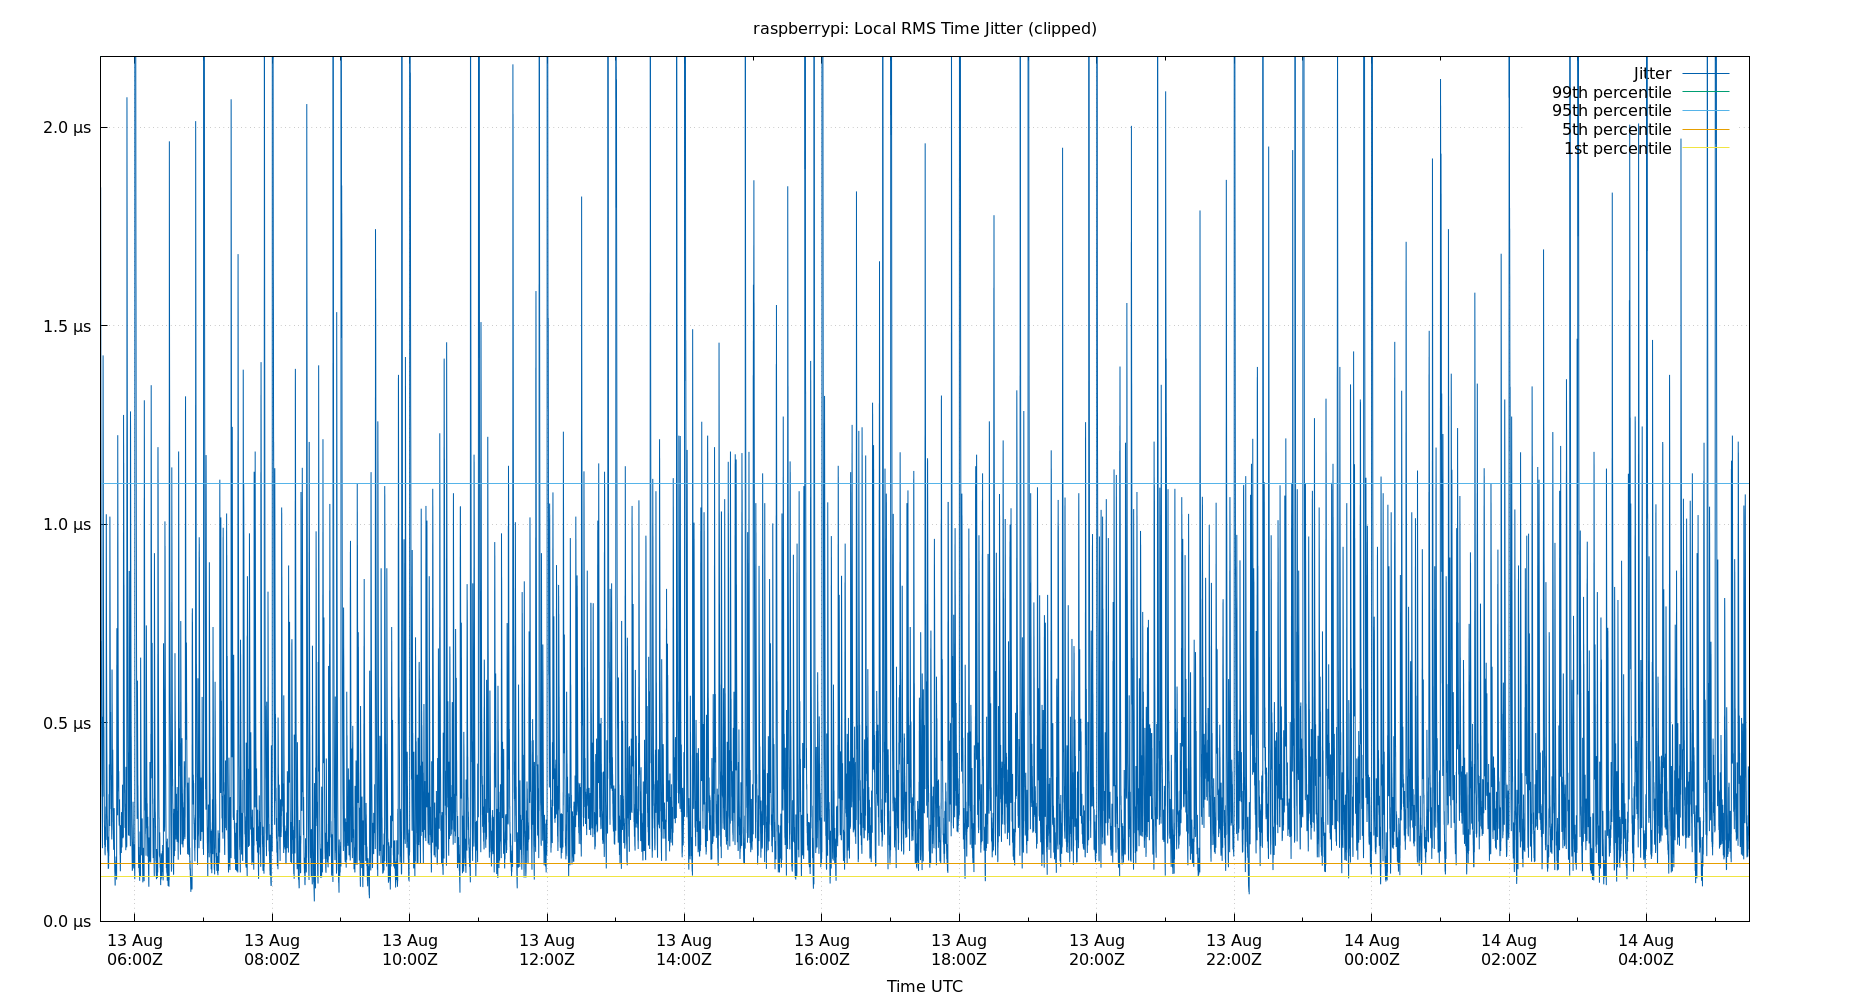 raspberrypi: Local RMS Time Jitter (clipped)
Jitter
99th percentile
95th percentile
5th percentile
1st percentile
2.0 µs
1.5 µs
1.0 µs
0.5 µs
0.0 µs
13 Aug 13 Aug 13 Aug 13 Aug 13 Aug 13 Aug 13 Aug 13 Aug 13 Aug 14 Aug 14 Aug 14 Aug
06:00Z 08:00Z 10:00Z 12:00Z 14:00Z 16:00Z 18:00Z 20:00Z 22:00Z 00:00Z 02:00Z 04:00Z
Time UTC